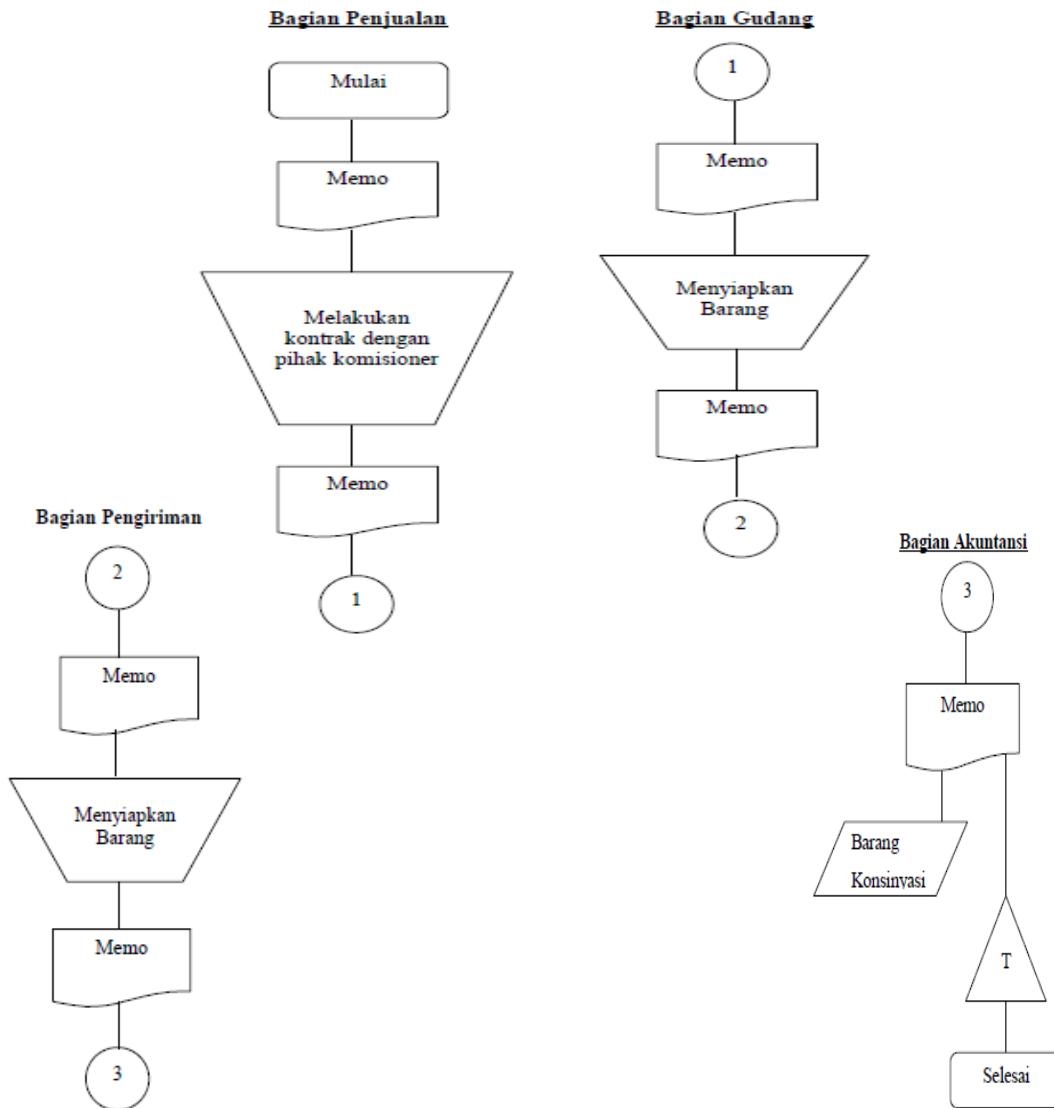 Bagian Penjualan
Mulai
Memo
Melakukan
kontrak dengan
pihak komisioner
Memo
1
Bagian Gudang
1
Memo
Menyiapkan
Barang
Memo
2
Bagian Pengiriman
2
Memo
Menyiapkan
Barang
Memo
3
Bagian Akuntansi
3
Memo
Barang
Konsinyasi
T
Selesai